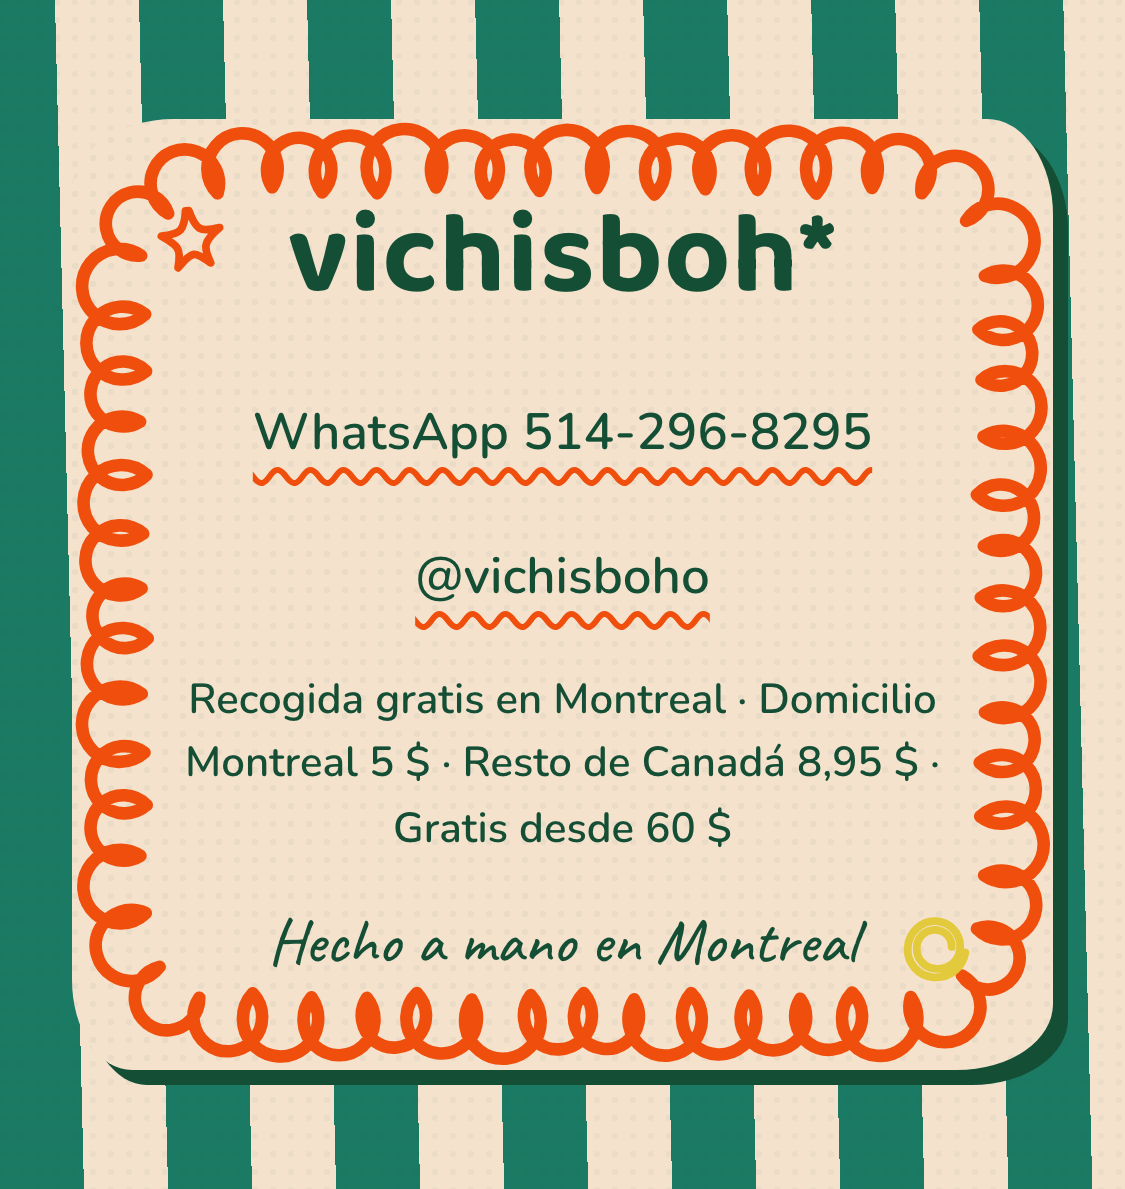 vichisboh*
WhatsApp 514-296-8295
@vichisboho
Recogida gratis en Montreal · Domicilio
Montreal 5 $ · Resto de Canadá 8,95 $ ·
Gratis desde 60 $
Hecho a mano en Montreal